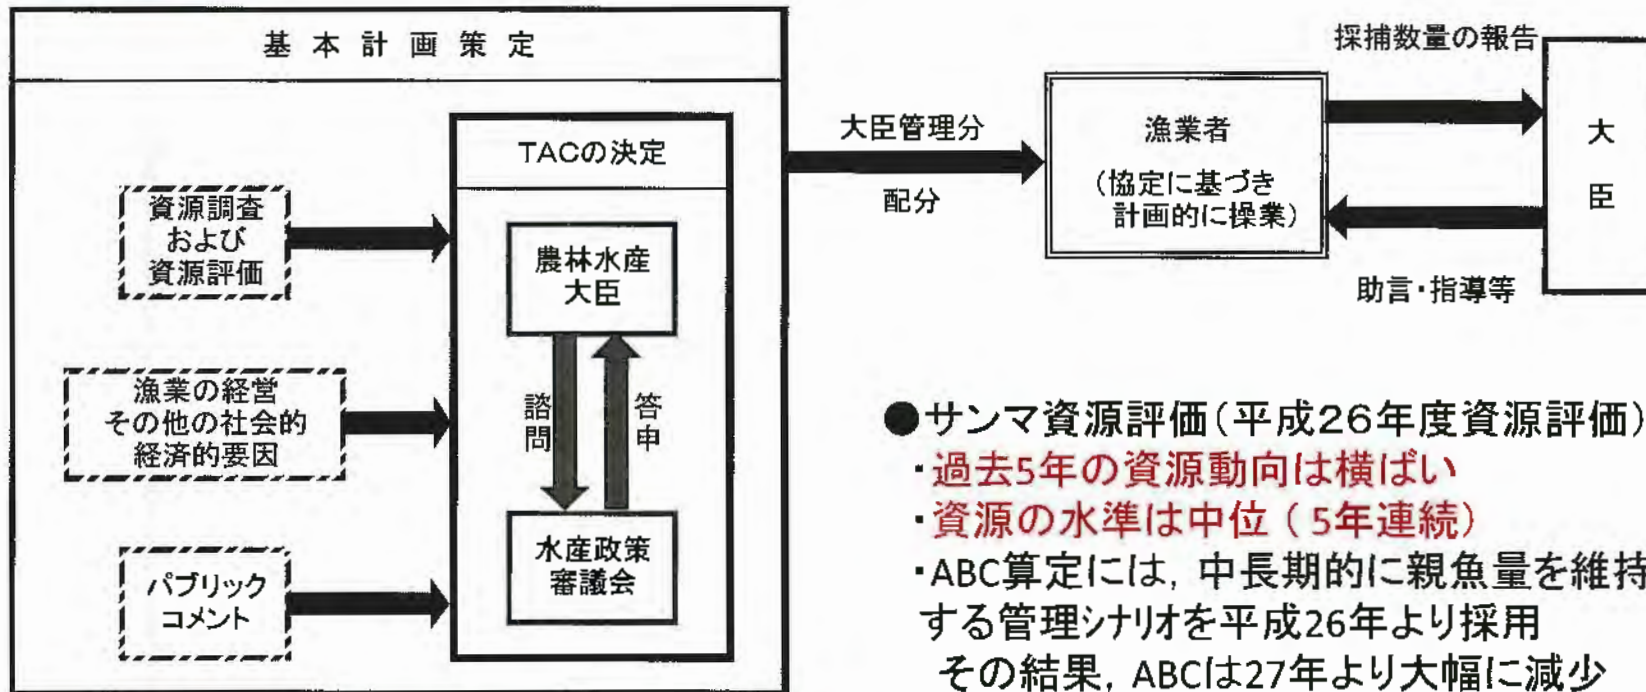 基本計画策定
TACの決定
資源調査
および
資源評価
漁業の経営
その他の社会的
経済的要因
パブリック
コメント
農林水産
大臣
諮問
答申
水産政策
審議会
大臣管理分
配分
漁業者
(協定に基づき
計画的に操業)
採捕数量の報告
助言・指導等
大
臣
●サンマ資源評価(平成26年度資源評価)
・過去5年の資源動向は横ばい
・資源の水準は中位(5年連続)
・ABC算定には, 中長期的に親魚量を維持
する管理シナリオを平成26年より採用
その結果, ABCは27年より大幅に減少